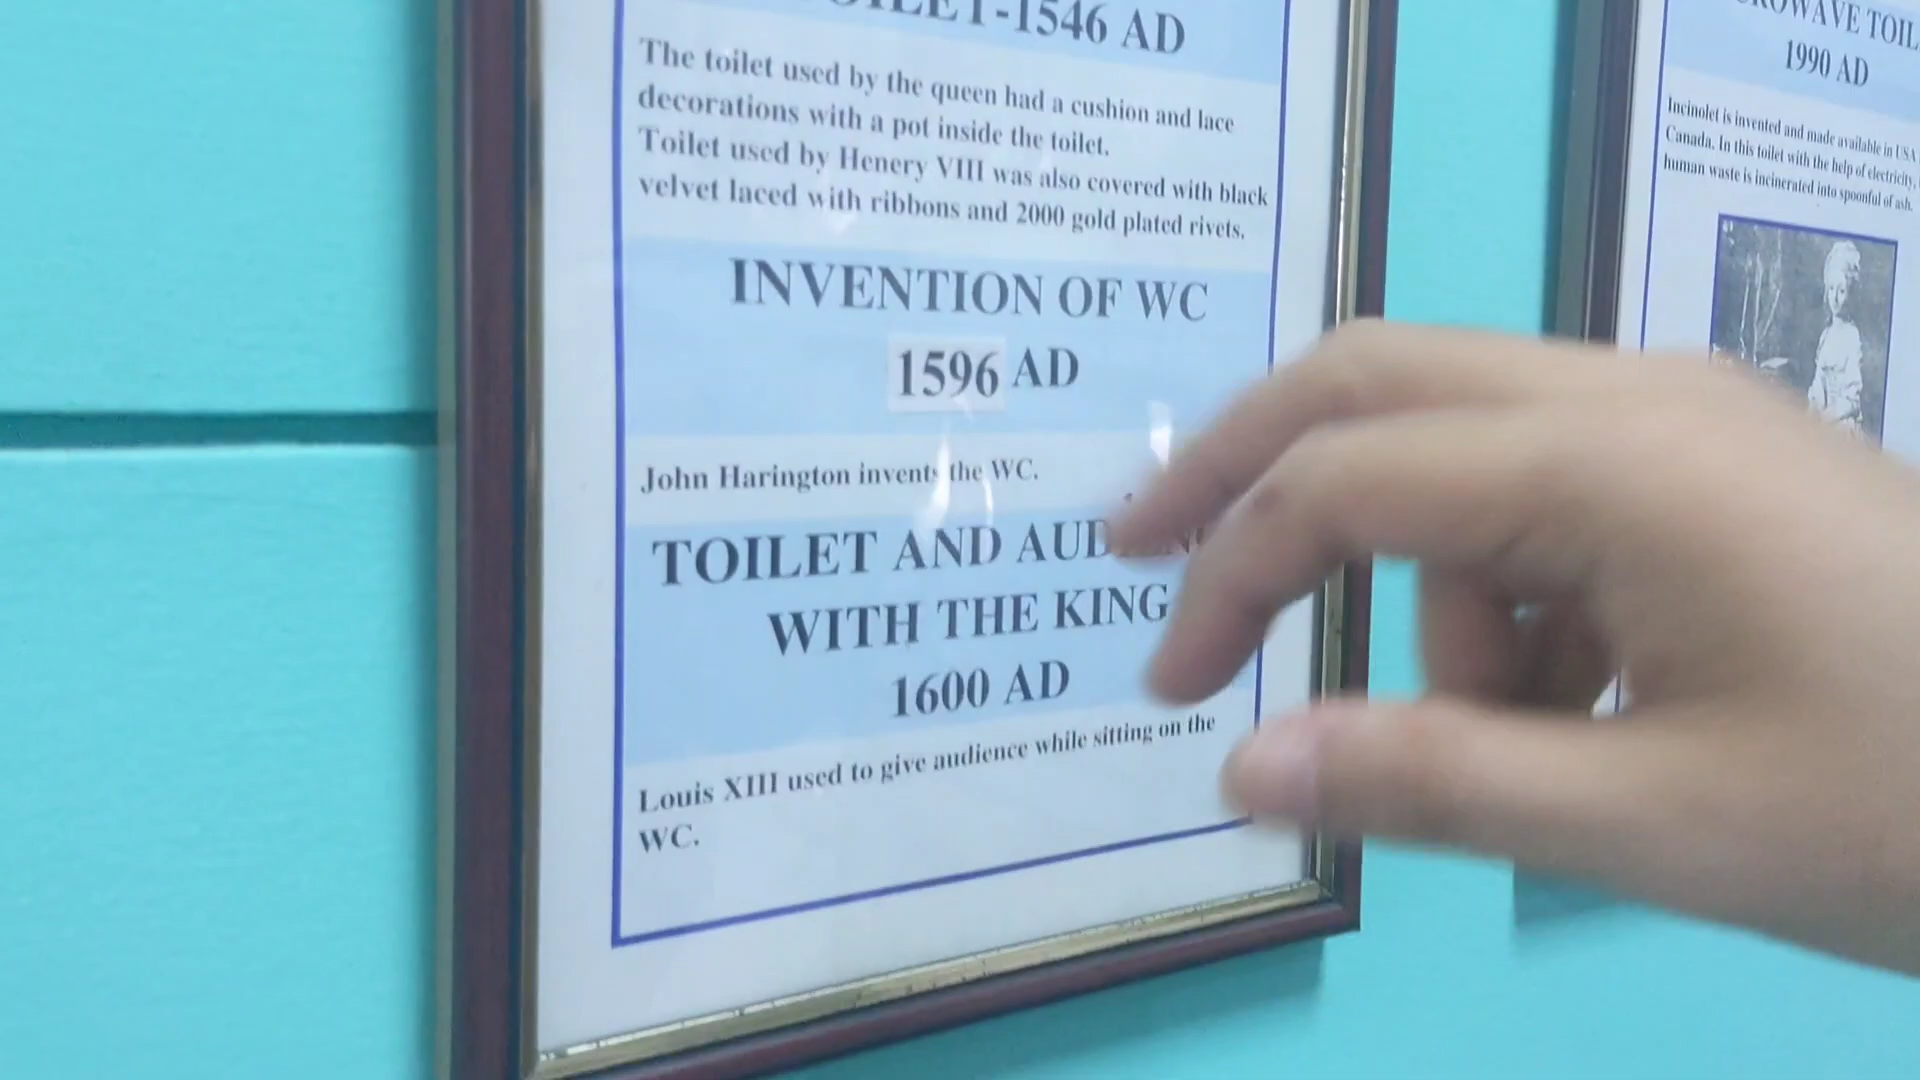 1546 AD
The toilet used by the queen had a cushion and lace
decorations with a pot inside the toilet.
Toilet used by Henery VIII was also covered with black
velvet laced with ribbons and 2000 gold plated rivets.
INVENTION OF WC
1596 AD
John Harington invents the WC.
TOILET AND
WITH THE KING
1600 AD
Louis XIII used to give audience while sitting on the
WC.
1990 AD
Incinolet is invented and made available in USA
Canada. In this toilet with the help of electricity,
human waste is incinerated into spoonful of ash.